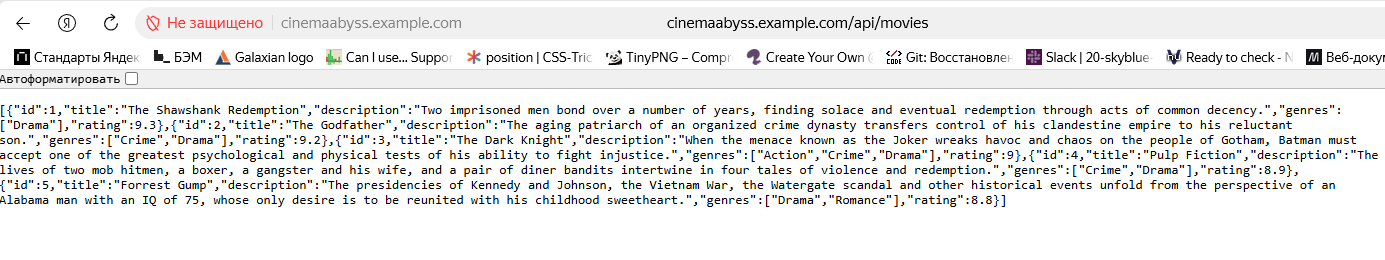 Не защищено cinemaabyss.example.com cinemaabyss.example.com/api/movies
Стандарты Яндек БЭМ Galaxian logo Can I use... Suppor position | CSS-Tric TinyPNG – Compr Create Your Own Git: Восстановлен Slack | 20-skyblue- Ready to check - N Веб-докум
Автоформатировать
[{"id":1,"title":"The Shawshank Redemption","description":"Two imprisoned men bond over a number of years, finding solace and eventual redemption through acts of common decency.","genres":
["Drama"],"rating":9.3},{"id":2,"title":"The Godfather","description":"The aging patriarch of an organized crime dynasty transfers control of his clandestine empire to his reluctant
son.","genres":["Crime","Drama"],"rating":9.2},{"id":3,"title":"The Dark Knight","description":"When the menace known as the Joker wreaks havoc and chaos on the people of Gotham, Batman must
accept one of the greatest psychological and physical tests of his ability to fight injustice.","genres":["Action","Crime","Drama"],"rating":9},{"id":4,"title":"Pulp Fiction","description":"The
lives of two mob hitmen, a boxer, a gangster and his wife, and a pair of diner bandits intertwine in four tales of violence and redemption.","genres":["Crime","Drama"],"rating":8.9},
{"id":5,"title":"Forrest Gump","description":"The presidencies of Kennedy and Johnson, the Vietnam War, the Watergate scandal and other historical events unfold from the perspective of an
Alabama man with an IQ of 75, whose only desire is to be reunited with his childhood sweetheart.","genres":["Drama","Romance"],"rating":8.8}]